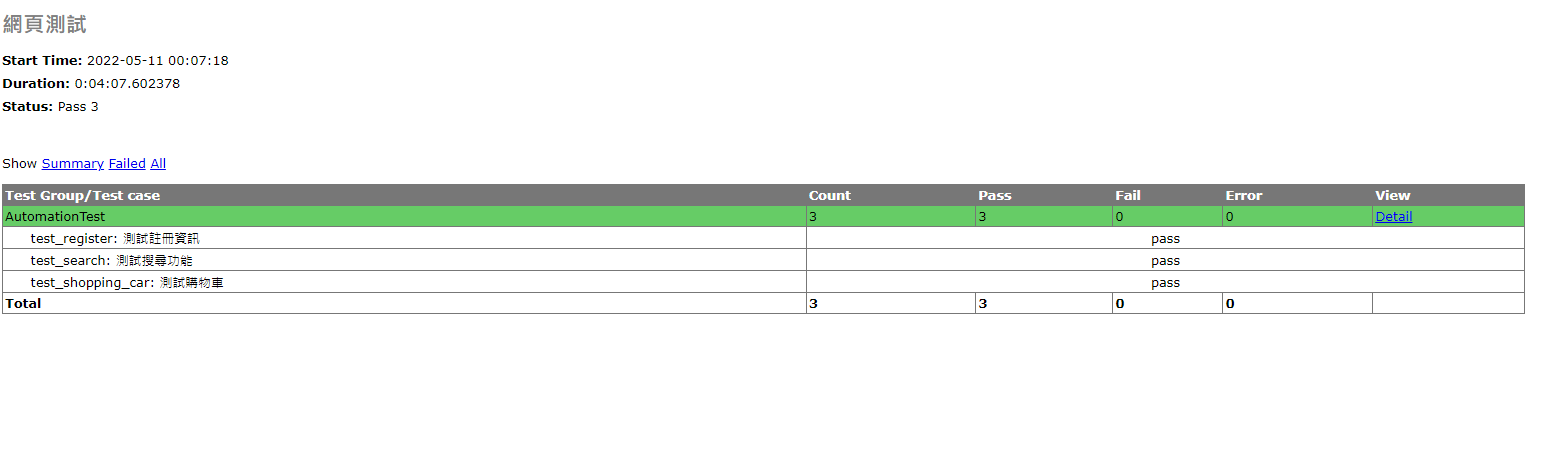 網頁測試
Start Time: 2022-05-11 00:07:18
Duration: 0:04:07.602378
Status: Pass 3
Show Summary Failed All
Test Group/Test case Count Pass Fail Error View
AutomationTest 3 3 0 0 Detail
test_register: 測試註冊資訊 pass
test_search: 測試搜尋功能 pass
test_shopping_car: 測試購物車 pass
Total 3 3 0 0